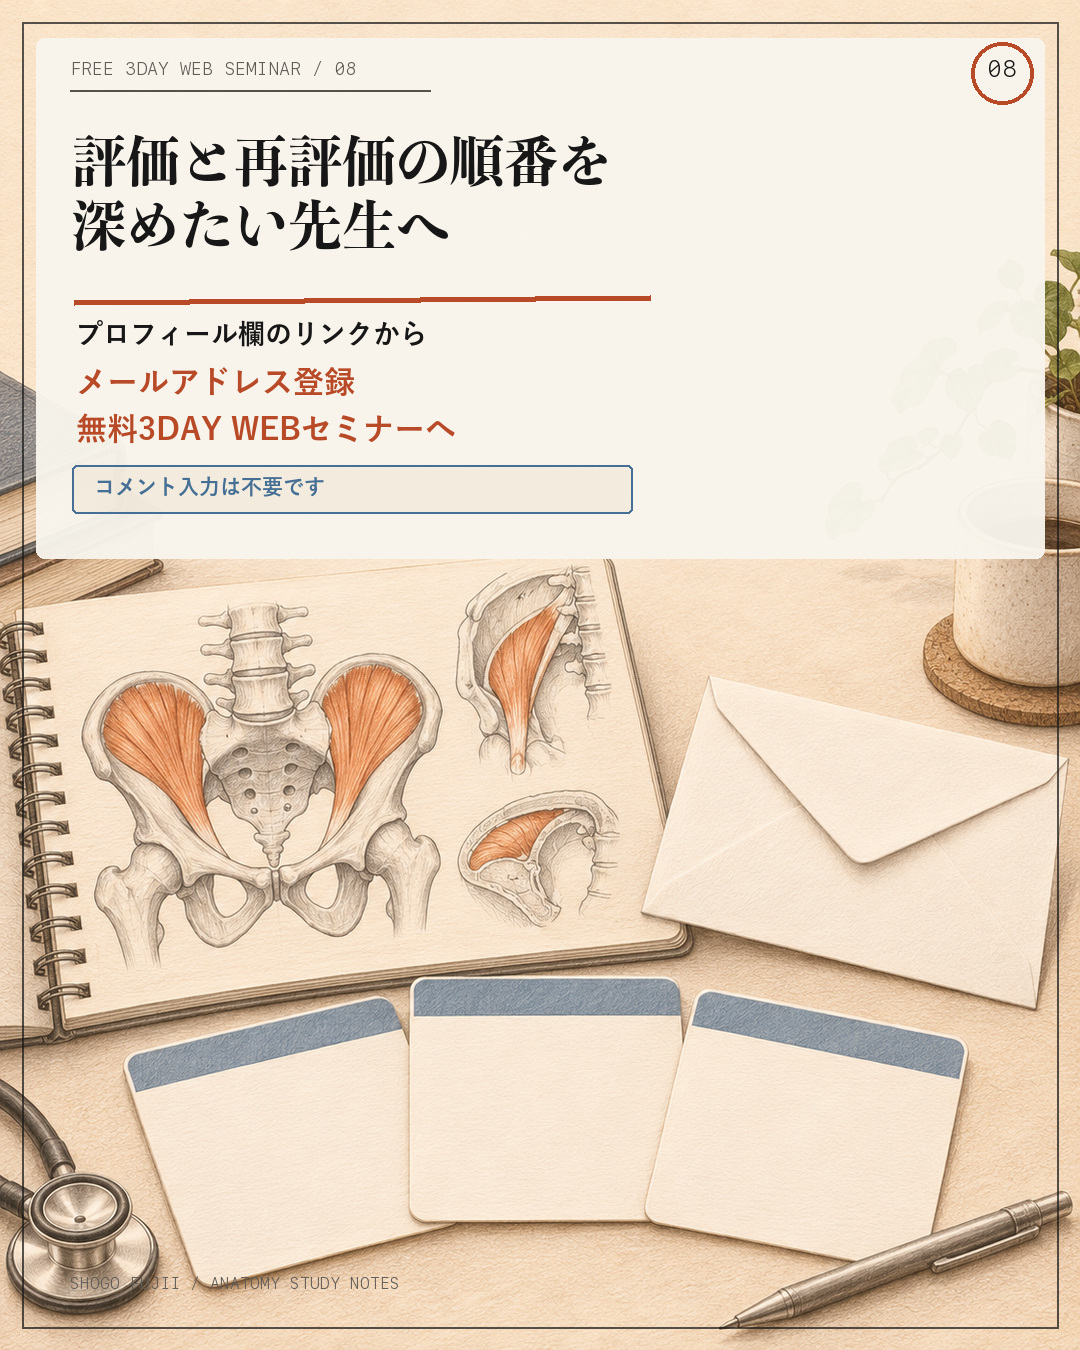 FREE 3DAY WEB SEMINAR / 08
08
評価と再評価の順番を
深めたい先生へ
プロフィール欄のリンクから
メールアドレス登録
無料3DAY WEBセミナーへ
コメント入力は不要です
SHOGO FUJII / ANATOMY STUDY NOTES